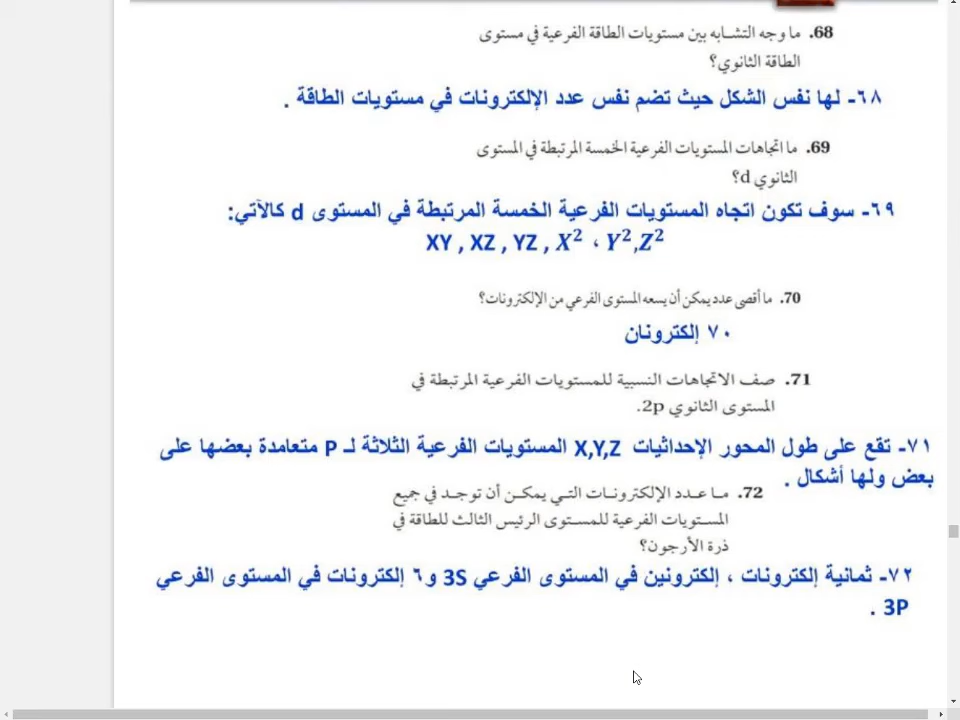 68. ما وجه التشابه بين مستويات الطاقة الفرعية في مستوى
الطاقة الثانوي؟
٦٨- لها نفس الشكل حيث تضم نفس عدد الإلكترونات في مستويات الطاقة .
69. ما اتجاهات المستويات الفرعية الخمسة المرتبطة في المستوى
الثانوي d؟
٦٩- سوف تكون اتجاه المستويات الفرعية الخمسة المرتبطة في المستوى d كالآتي:
XY , XZ , YZ , X² ، Y²,Z²
70. ما أقصى عدد يمكن أن يسعه المستوى الفرعي من الإلكترونات؟
٧٠ إلكترونان
71. صف الاتجاهات النسبية للمستويات الفرعية المرتبطة في
المستوى الثانوي 2p.
٧١- تقع على طول المحور الإحداثيات X,Y,Z المستويات الفرعية الثلاثة لـ P متعامدة بعضها على
بعض ولها أشكال .
72. ما عدد الإلكترونات التي يمكن أن توجد في جميع
المستويات الفرعية للمستوى الرئيس الثالث للطاقة في
ذرة الأرجون؟
٧٢- ثمانية إلكترونات ، إلكترونين في المستوى الفرعي 3S و٦ إلكترونات في المستوى الفرعي
3P .